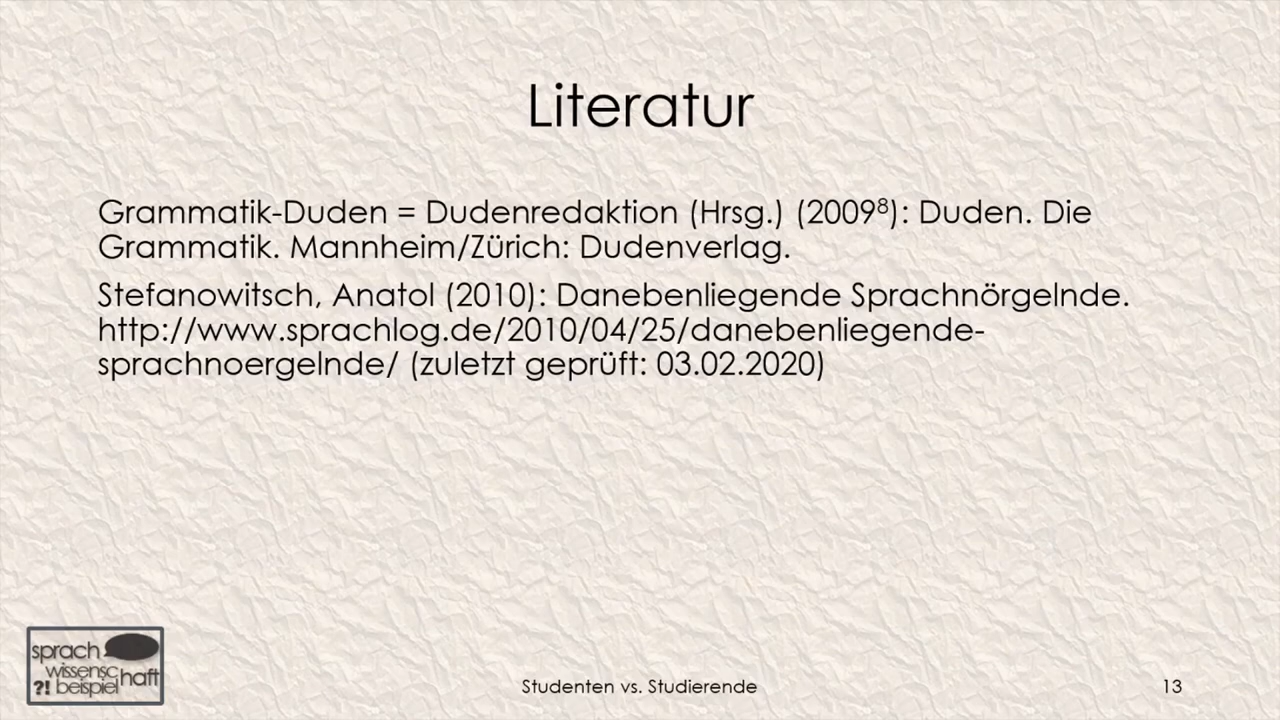 Literatur
Grammatik-Duden = Dudenredaktion (Hrsg.) (2009⁸): Duden. Die
Grammatik. Mannheim/Zürich: Dudenverlag.
Stefanowitsch, Anatol (2010): Danebenliegende Sprachnörgelnde.
http://www.sprachlog.de/2010/04/25/danebenliegende-
sprachnoergelnde/ (zuletzt geprüft: 03.02.2020)
sprach
wissensc
haft
?! beispiel
Studenten vs. Studierende
13